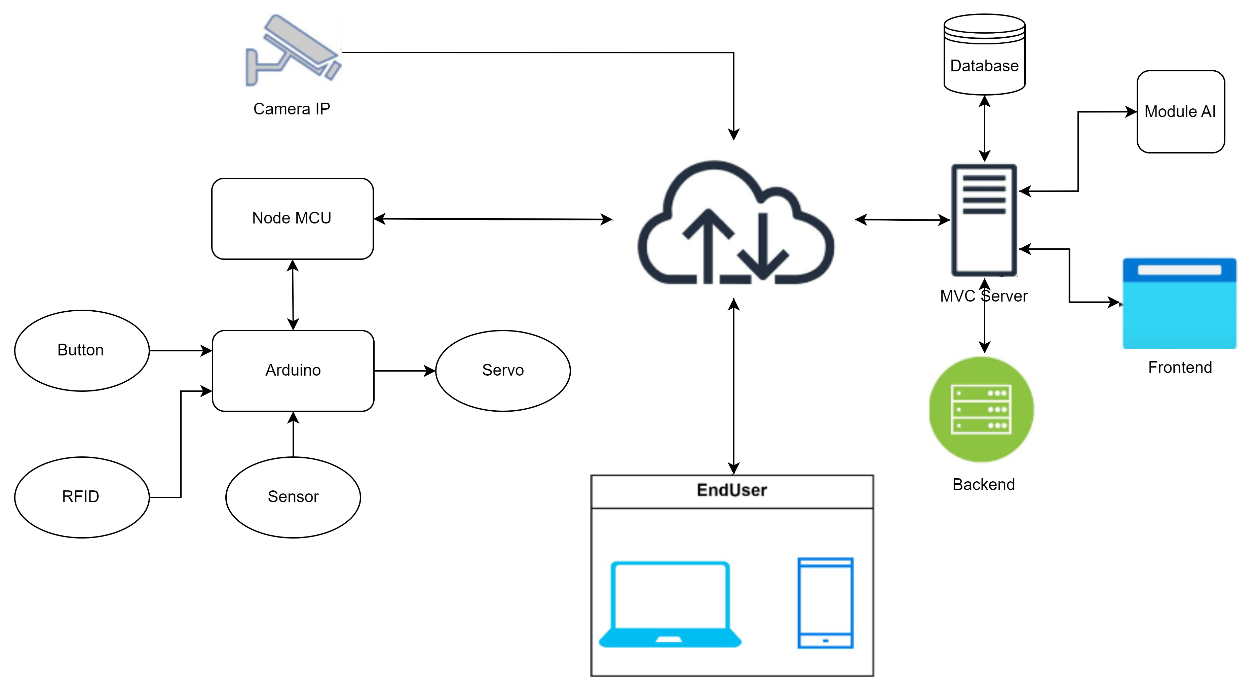 Camera IP
Database
Module AI
Node MCU
MVC Server
Button
Arduino
Servo
Frontend
RFID
Sensor
Backend
EndUser